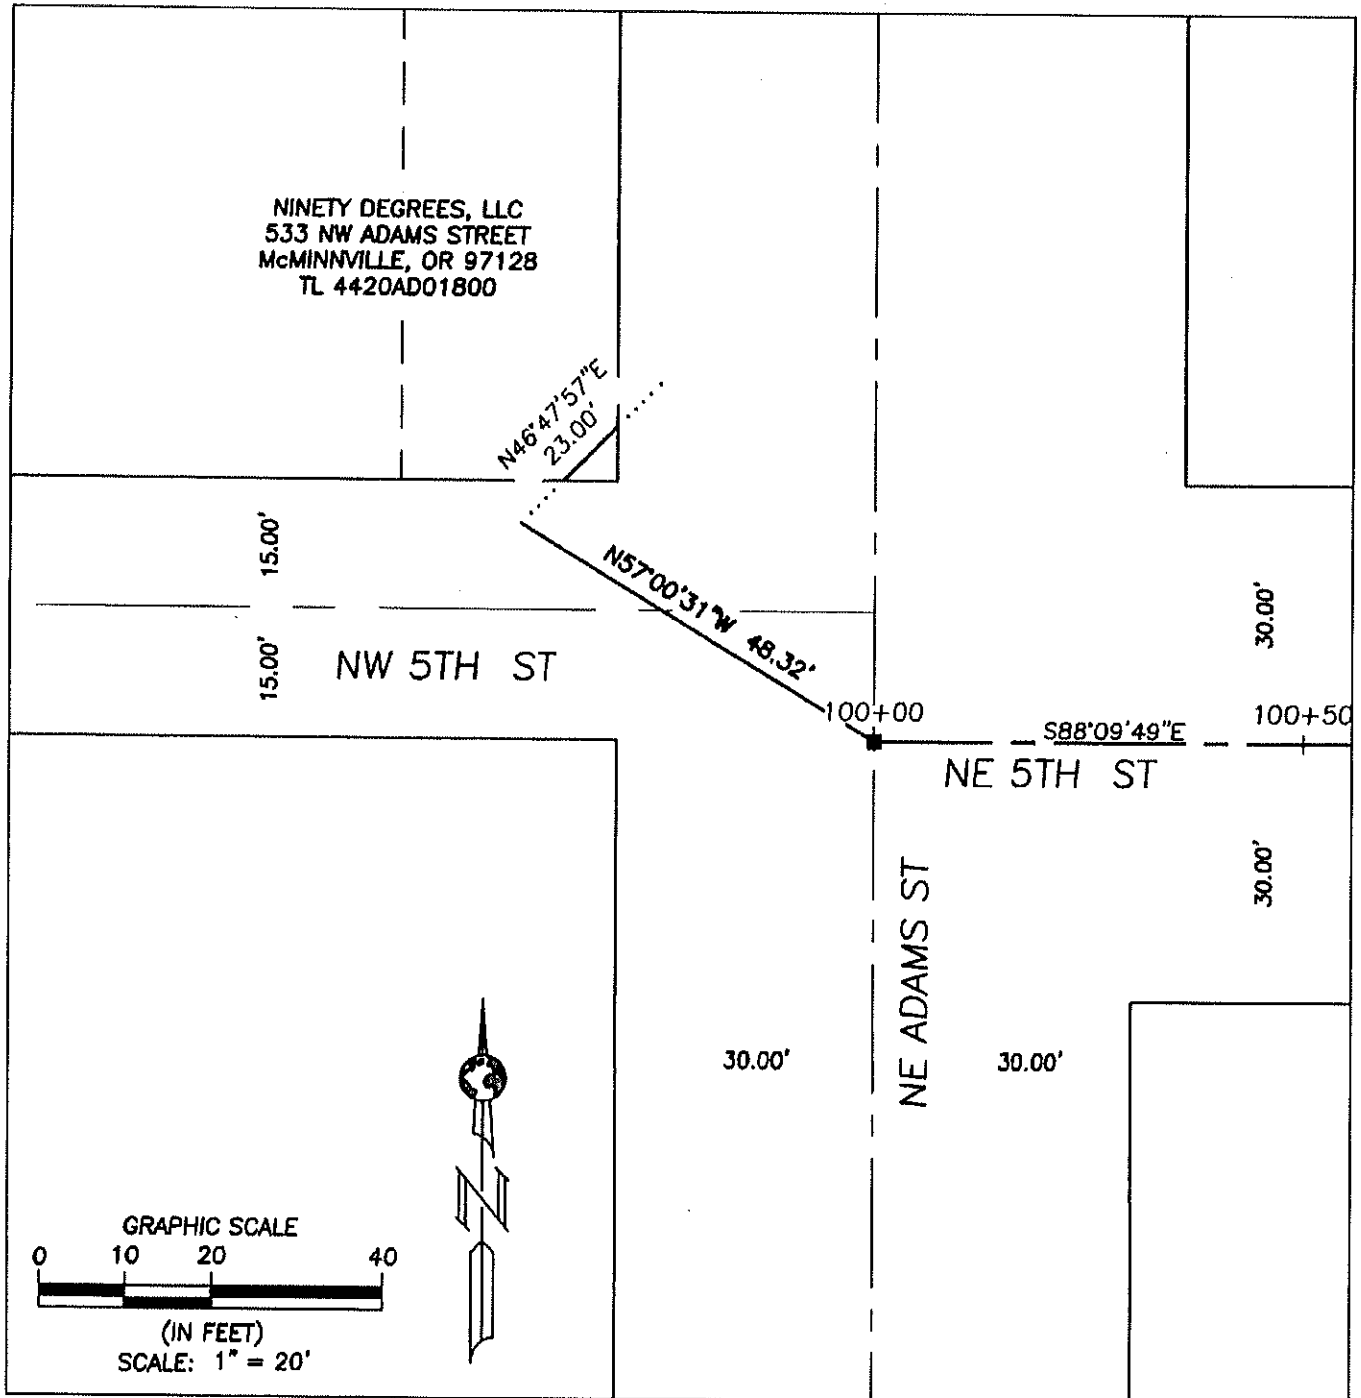 NINETY DEGREES, LLC
533 NW ADAMS STREET
McMINNVILLE, OR 97128
TL 4420AD01800
N46°47'57"E
23.00'
15.00'
N57°00'31"W 48.32'
30.00'
15.00'
NW 5TH ST
100+00
S88°09'49"E
100+50
NE 5TH ST
30.00'
NE ADAMS ST
30.00'
30.00'
N
GRAPHIC SCALE
0 10 20 40
(IN FEET)
SCALE: 1" = 20'